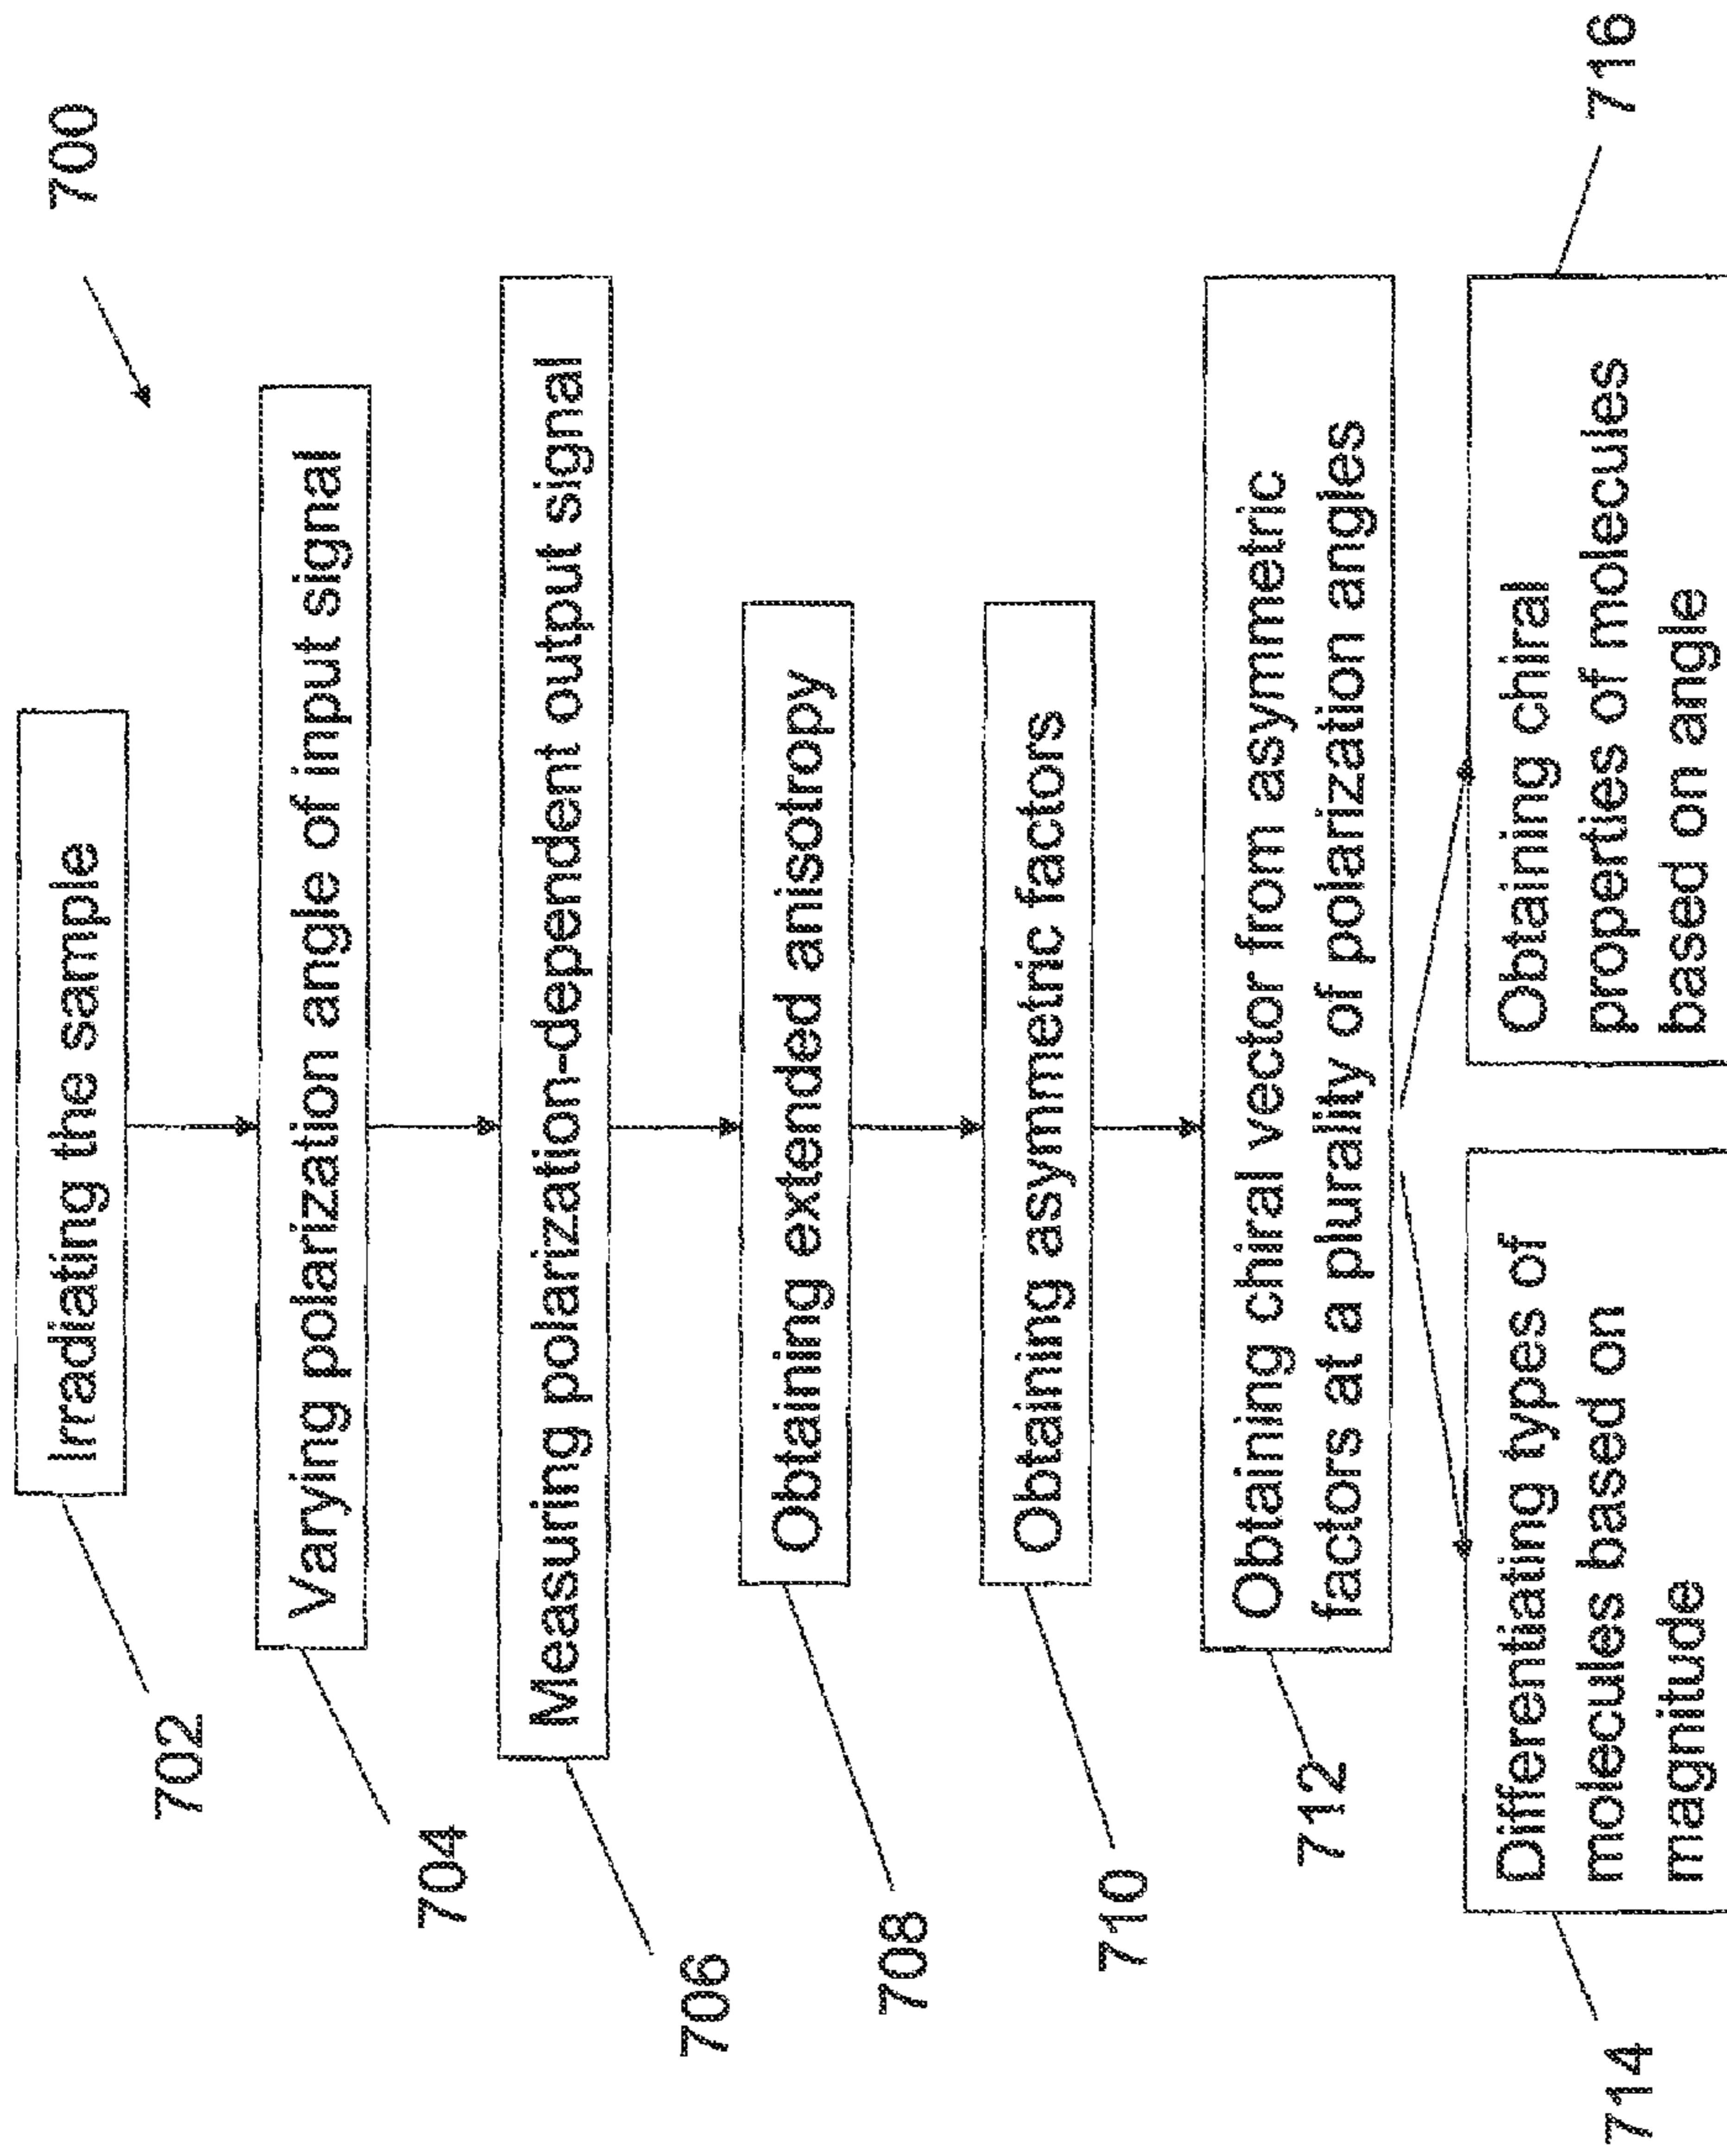 700
702
Irradiating the sample
704
Varying polarization angle of input signal
706
Measuring polarization-dependent output signal
708
Obtaining extended anisotropy
710
Obtaining asymmetric factors
712
Obtaining chiral vector from asymmetric
factors at a plurality of polarization angles
714
Differentiating types of
molecules based on
magnitude
716
Obtaining chiral
properties of molecules
based on angle